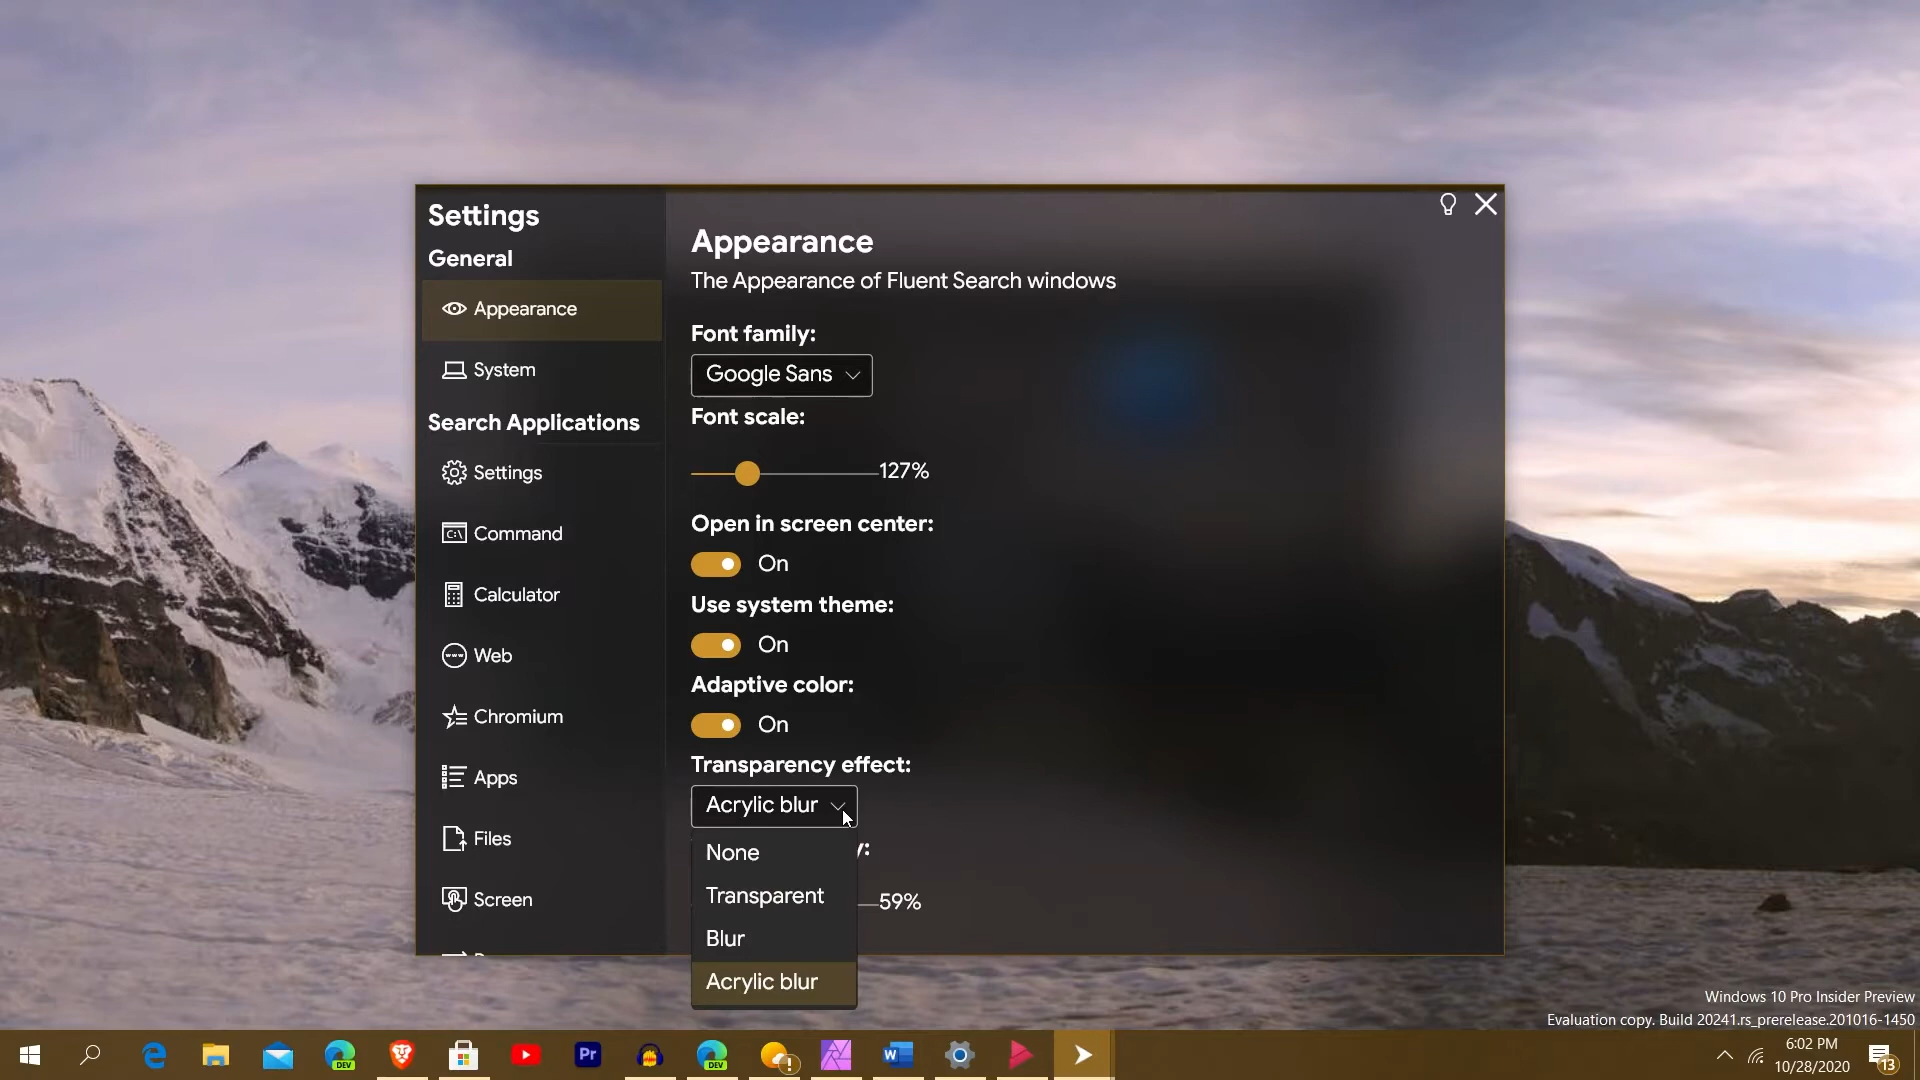 Settings
General
Appearance
System
Search Applications
Settings
Command
Calculator
Web
Chromium
Apps
Files
Screen
Appearance
The Appearance of Fluent Search windows
Font family:
Google Sans
Font scale:
127%
Open in screen center:
On
Use system theme:
On
Adaptive color:
On
Transparency effect:
Acrylic blur
None
Transparent
59%
Blur
Acrylic blur
Windows 10 Pro Insider Preview
Evaluation copy. Build 20241.rs_prerelease.201016-1450
DEV
Pr
DEV
W
6:02 PM
10/28/2020
13